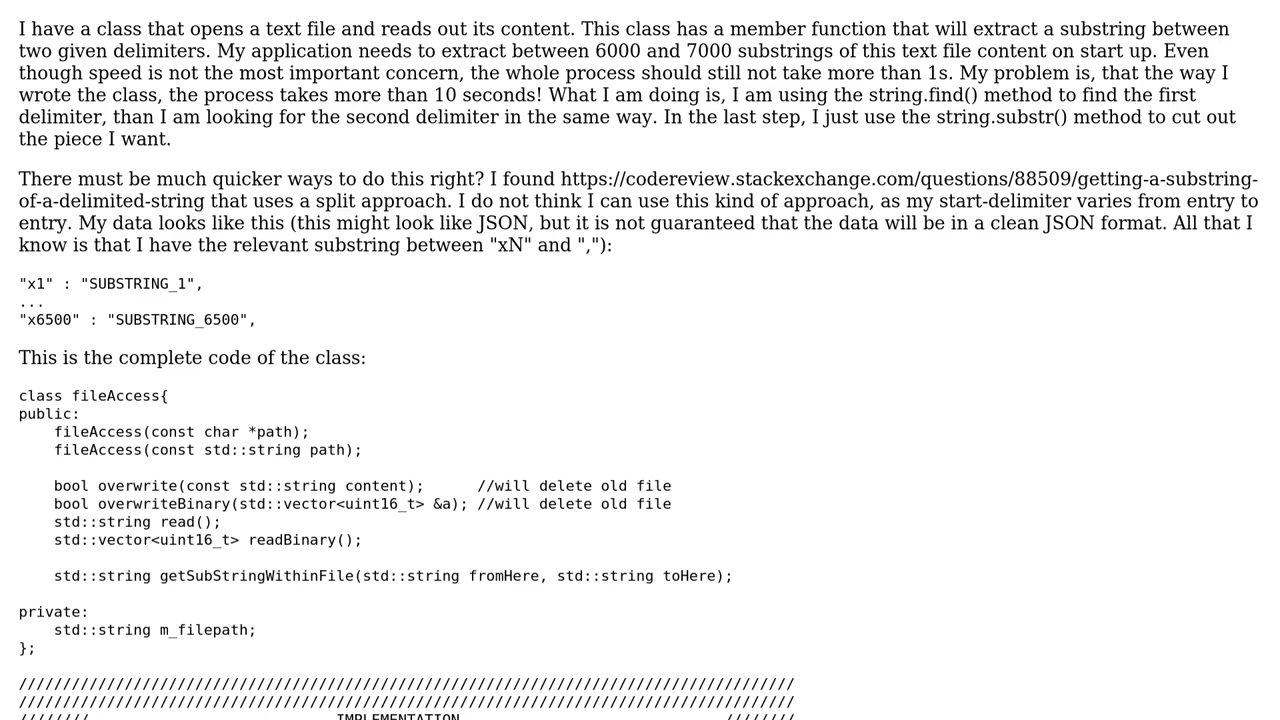 I have a class that opens a text file and reads out its content. This class has a member function that will extract a substring between
two given delimiters. My application needs to extract between 6000 and 7000 substrings of this text file content on start up. Even
though speed is not the most important concern, the whole process should still not take more than 1s. My problem is, that the way I
wrote the class, the process takes more than 10 seconds! What I am doing is, I am using the string.find() method to find the first
delimiter, than I am looking for the second delimiter in the same way. In the last step, I just use the string.substr() method to cut out
the piece I want.
There must be much quicker ways to do this right? I found https://codereview.stackexchange.com/questions/88509/getting-a-substring-
of-a-delimited-string that uses a split approach. I do not think I can use this kind of approach, as my start-delimiter varies from entry to
entry. My data looks like this (this might look like JSON, but it is not guaranteed that the data will be in a clean JSON format. All that I
know is that I have the relevant substring between "xN" and ","):
"x1" : "SUBSTRING_1",
...
"x6500" : "SUBSTRING_6500",
This is the complete code of the class:
class fileAccess{
public:
    fileAccess(const char *path);
    fileAccess(const std::string path);
    bool overwrite(const std::string content);      //will delete old file
    bool overwriteBinary(std::vector<uint16_t> &a); //will delete old file
    std::string read();
    std::vector<uint16_t> readBinary();
    std::string getSubStringWithinFile(std::string fromHere, std::string toHere);
private:
    std::string m_filepath;
};
////////////////////////////////////////////////////////////////////////////////////////
////////////////////////////////////////////////////////////////////////////////////////
////////                            IMPLEMENTATION                              ////////